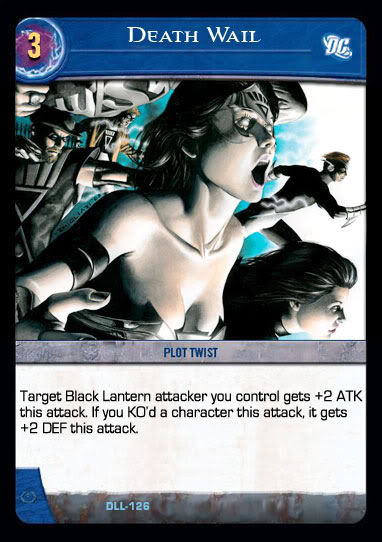 3
DEATH WAIL
DC
PLOT TWIST
Target Black Lantern attacker you control gets +2 ATK
this attack. If you KO'd a character this attack, it gets
+2 DEF this attack.
DLL-126